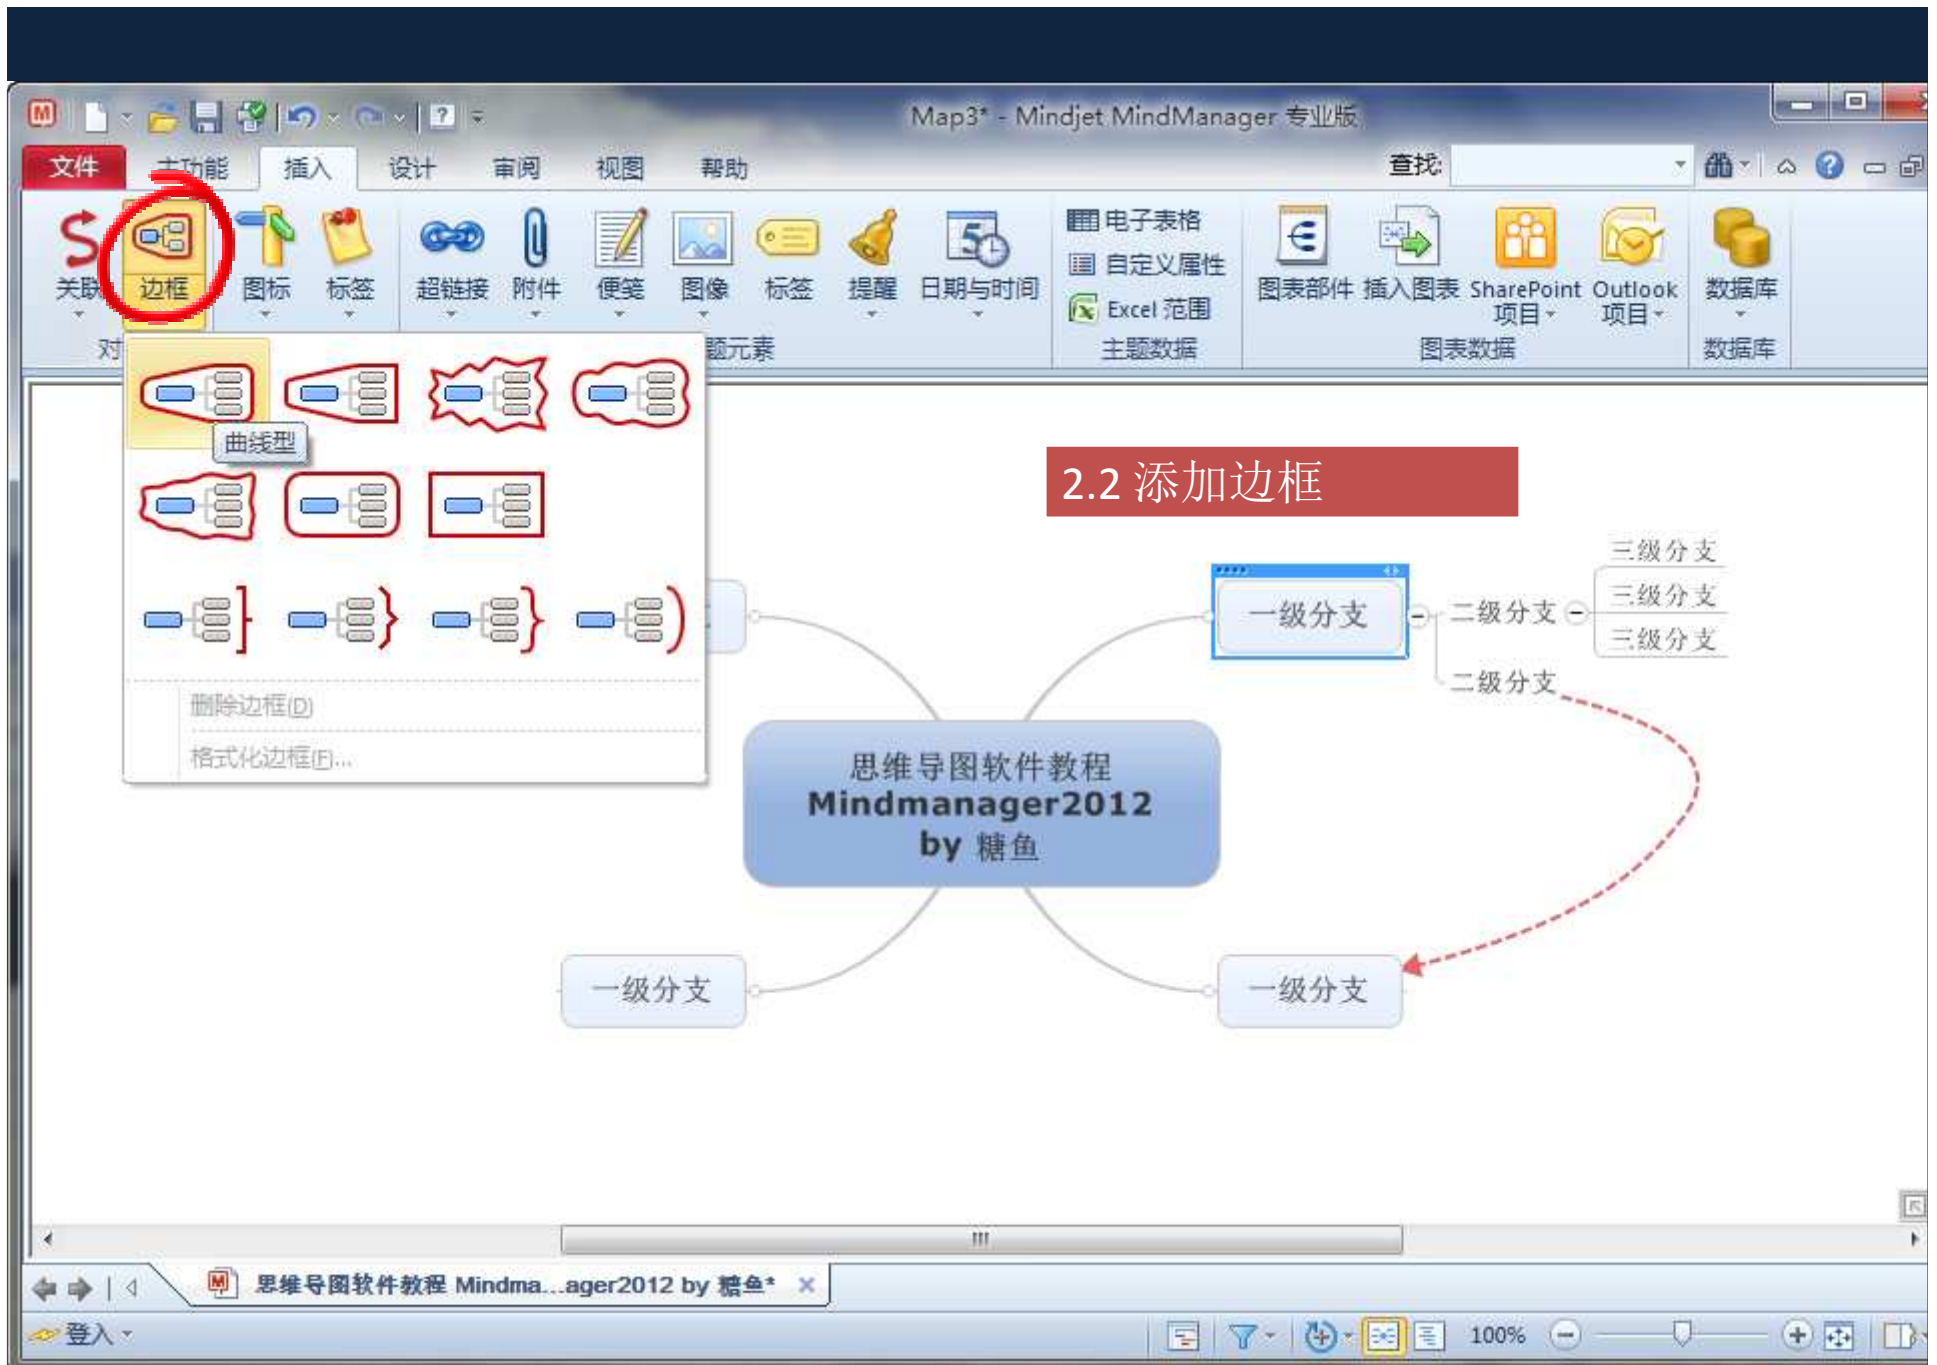 Map3* - Mindjet MindManager 专业版
文件 主功能 插入 设计 审阅 视图 帮助 查找:
关联 边框 图标 标签 超链接 附件 便笺 图像 标签 提醒 日期与时间
电子表格
自定义属性
Excel 范围
图表部件 插入图表 SharePoint 项目 Outlook 项目 数据库
对
题元素 主题数据 图表数据 数据库
曲线型
删除边框(D)
格式化边框(F)...
2.2 添加边框
三级分支
一级分支 二级分支 三级分支
三级分支
二级分支
思维导图软件教程
Mindmanager2012
by 糖鱼
一级分支 一级分支
思维导图软件教程 Mindma...ager2012 by 糖鱼*
登入 100%